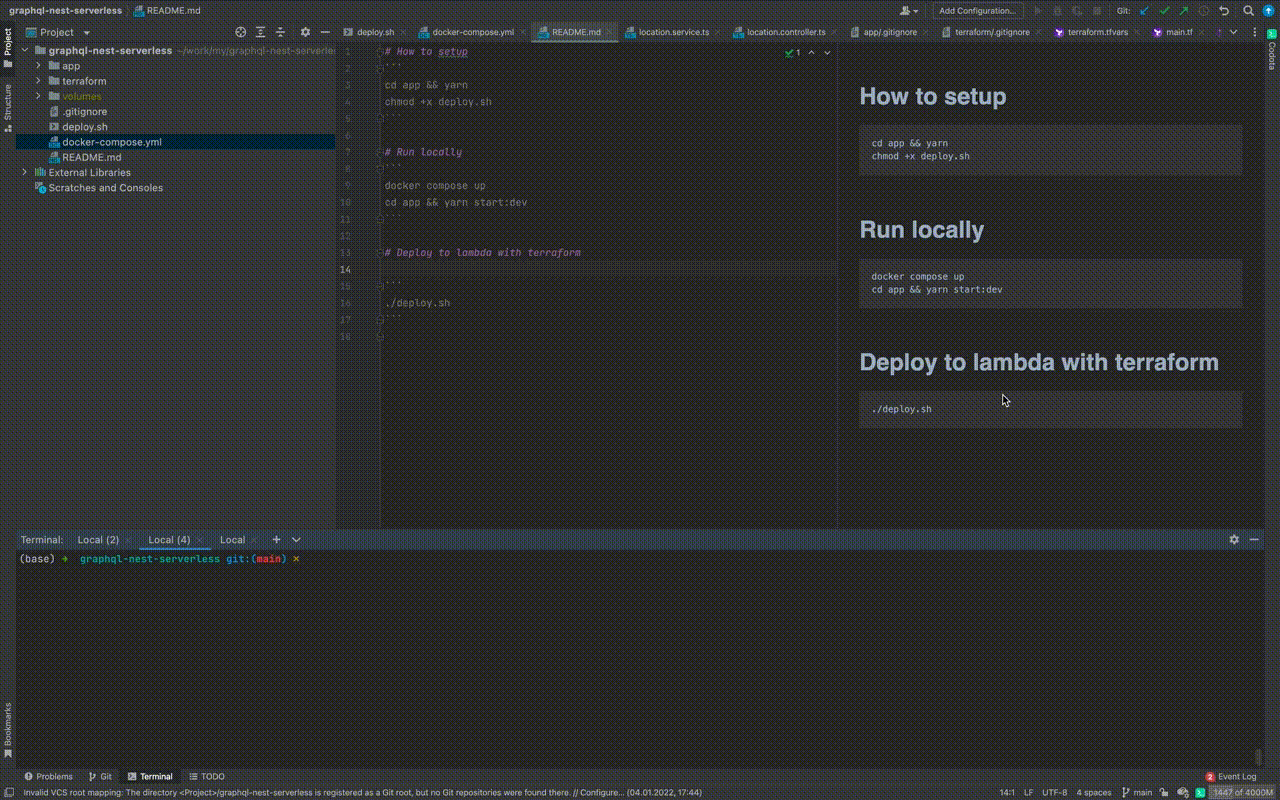 graphql-nest-serverless README.md
Add Configuration... Git:
Project
deploy.sh docker-compose.yml README.md location.service.ts location.controller.ts app/.gitignore terraform/.gitignore terraform.tfvars main.tf
Project
Structure
Bookmarks
Codota
graphql-nest-serverless ~/work/my/graphql-nest-serverle
app
terraform
volumes
.gitignore
deploy.sh
docker-compose.yml
README.md
External Libraries
Scratches and Consoles
1
1 # How to setup
2 ```
3 cd app && yarn
4 chmod +x deploy.sh
5 ```
6
7 # Run locally
8 ```
9 docker compose up
10 cd app && yarn start:dev
11 ```
12
13 # Deploy to lambda with terraform
14
15 ```
16 ./deploy.sh
17 ```
18
How to setup
cd app && yarn
chmod +x deploy.sh
Run locally
docker compose up
cd app && yarn start:dev
Deploy to lambda with terraform
./deploy.sh
Terminal: Local (2) Local (4) Local
(base) → graphql-nest-serverless git:(main) ×
Problems Git Terminal TODO
2 Event Log
Invalid VCS root mapping: The directory <Project>/graphql-nest-serverless is registered as a Git root, but no Git repositories were found there. // Configure... (04.01.2022, 17:44)
14:1 LF UTF-8 4 spaces main 1447 of 4000M